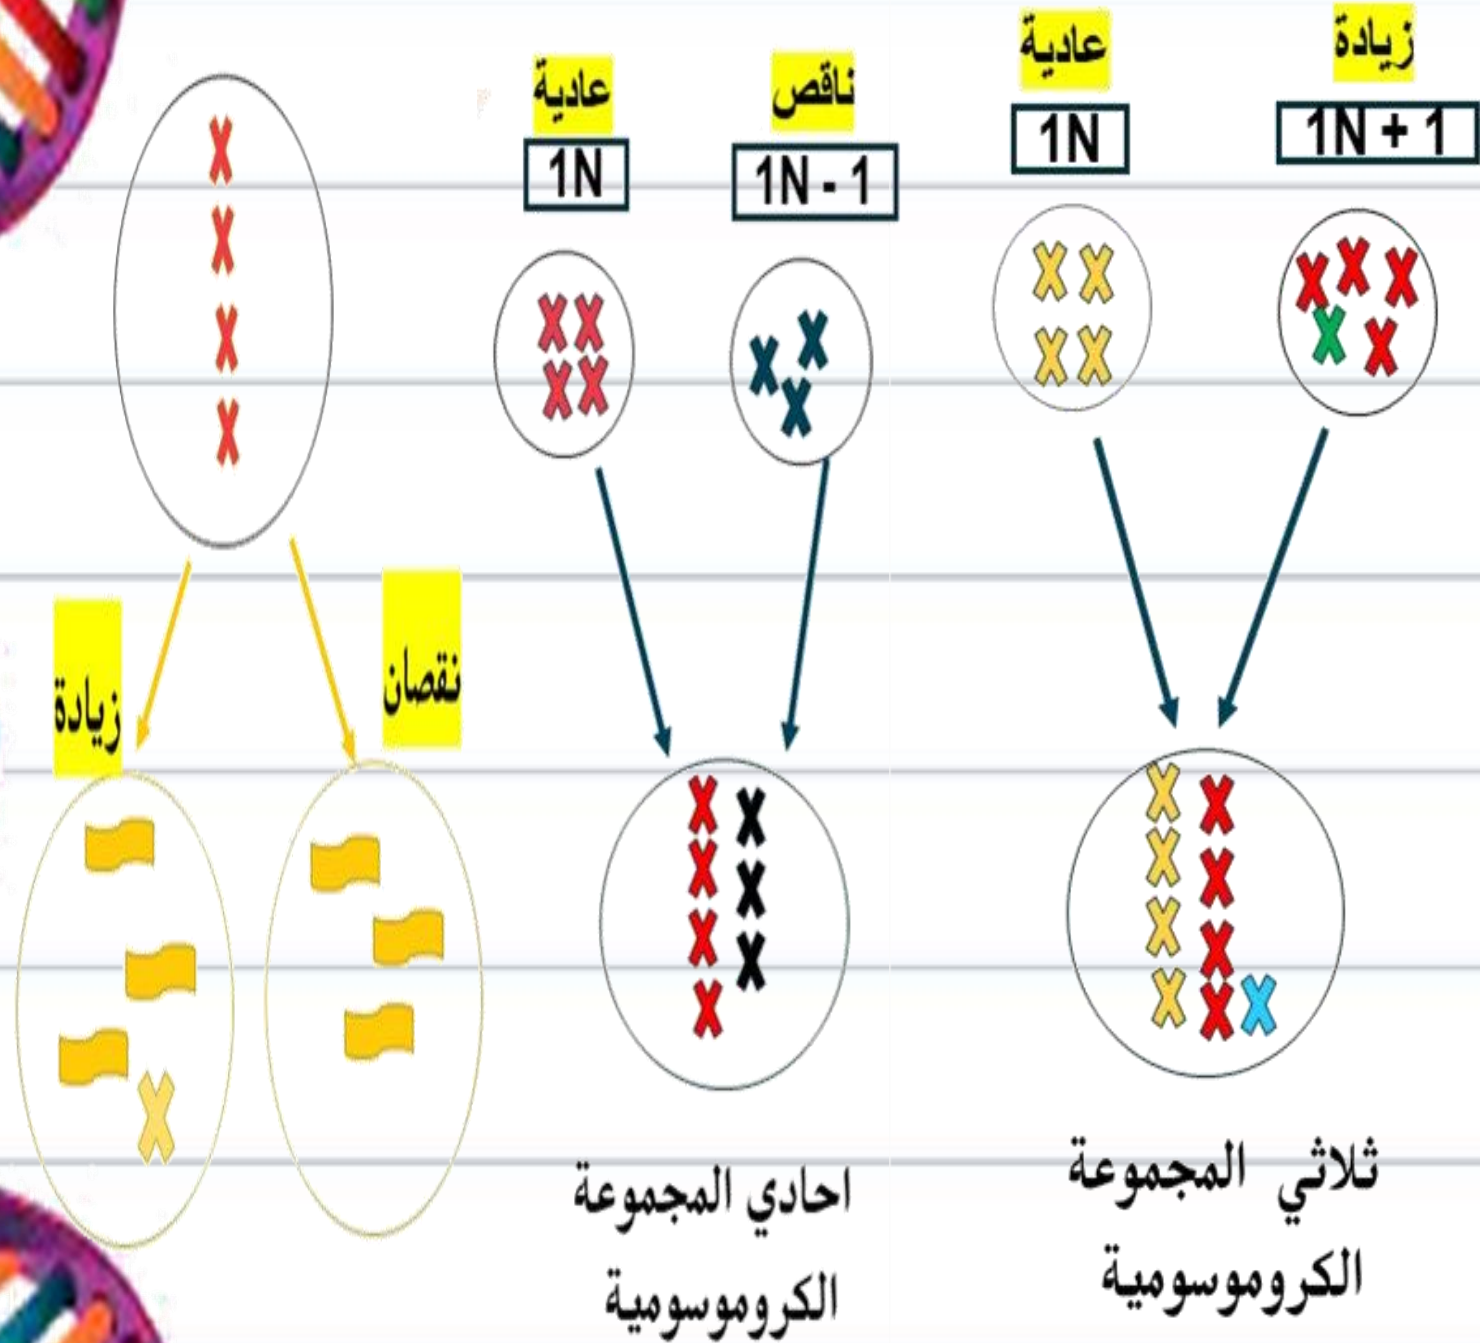 زيادة
عادية
ناقص
عادية
1N + 1
1N
1N - 1
1N
نقصان
زيادة
ثلاثي المجموعة
الكروموسومية
احادي المجموعة
الكروموسومية